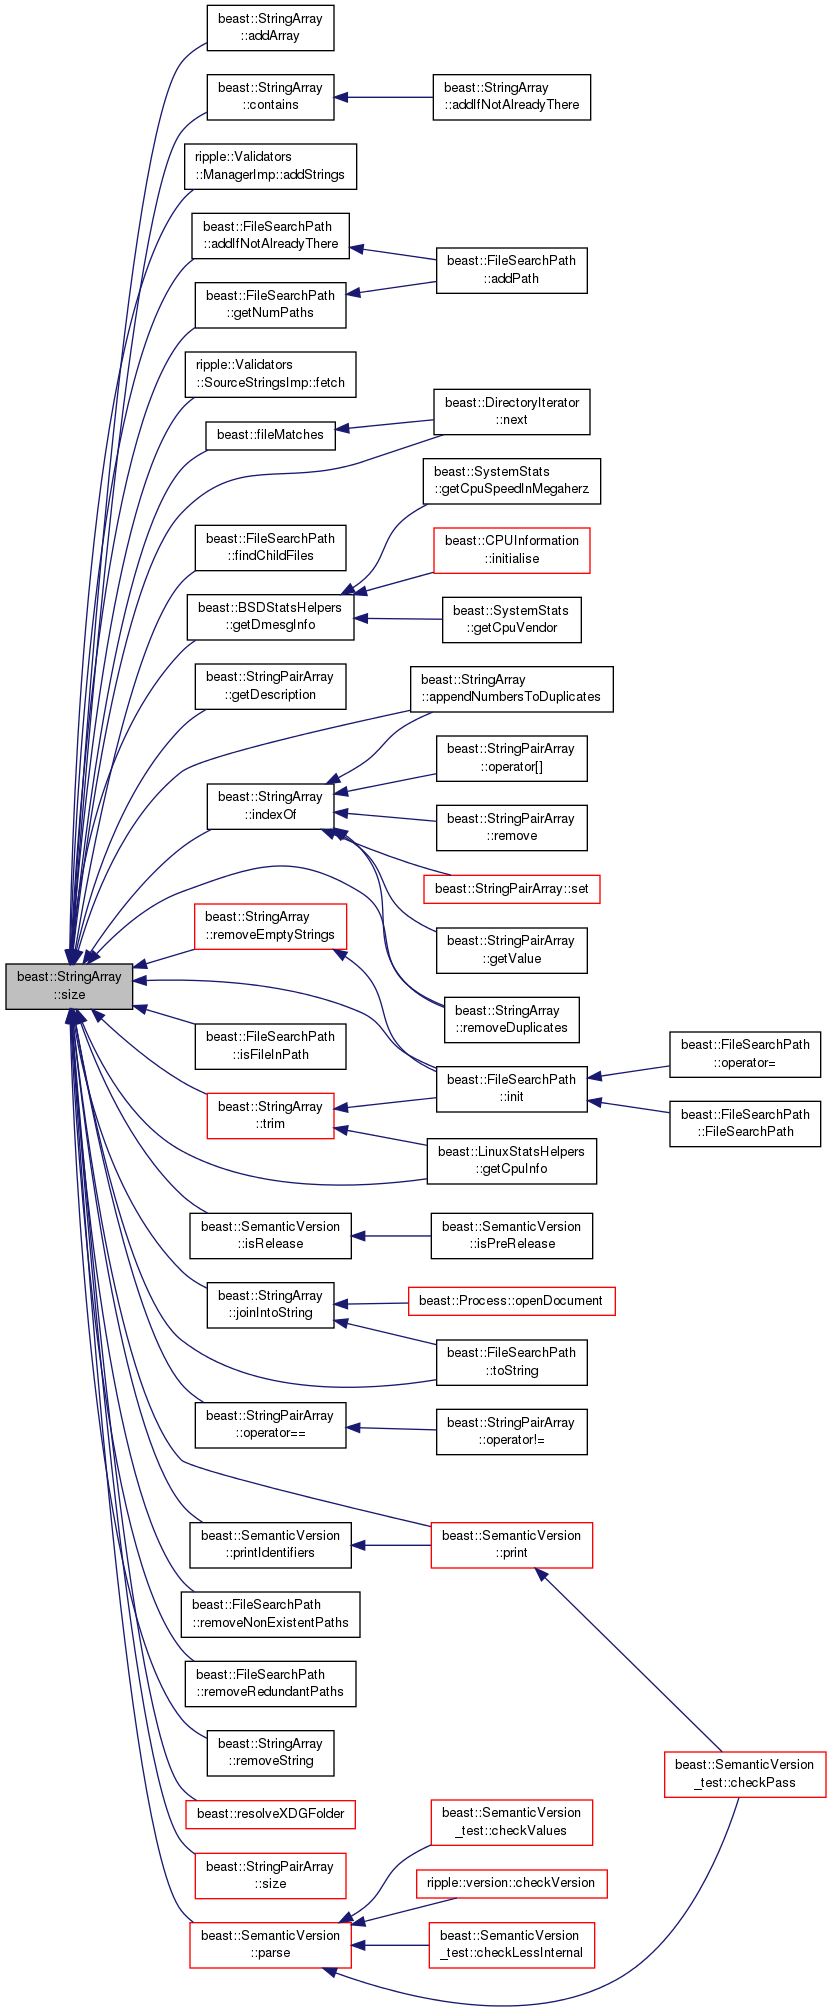 beast::StringArray
::addArray
beast::StringArray
::contains
beast::StringArray
::addIfNotAlreadyThere
ripple::Validators
::ManagerImp::addStrings
beast::FileSearchPath
::addIfNotAlreadyThere
beast::FileSearchPath
::addPath
beast::FileSearchPath
::getNumPaths
ripple::Validators
::SourceStringsImp::fetch
beast::fileMatches
beast::DirectoryIterator
::next
beast::SystemStats
::getCpuSpeedInMegaherz
beast::FileSearchPath
::findChildFiles
beast::CPUInformation
::initialise
beast::BSDStatsHelpers
::getDmesgInfo
beast::SystemStats
::getCpuVendor
beast::StringPairArray
::getDescription
beast::StringArray
::appendNumbersToDuplicates
beast::StringPairArray
::operator[]
beast::StringArray
::indexOf
beast::StringPairArray
::remove
beast::StringPairArray::set
beast::StringArray
::removeEmptyStrings
beast::StringPairArray
::getValue
beast::StringArray
::size
beast::StringArray
::removeDuplicates
beast::FileSearchPath
::isFileInPath
beast::FileSearchPath
::operator=
beast::FileSearchPath
::init
beast::StringArray
::trim
beast::FileSearchPath
::FileSearchPath
beast::LinuxStatsHelpers
::getCpuInfo
beast::SemanticVersion
::isRelease
beast::SemanticVersion
::isPreRelease
beast::StringArray
::joinIntoString
beast::Process::openDocument
beast::FileSearchPath
::toString
beast::StringPairArray
::operator==
beast::StringPairArray
::operator!=
beast::SemanticVersion
::printIdentifiers
beast::SemanticVersion
::print
beast::FileSearchPath
::removeNonExistentPaths
beast::FileSearchPath
::removeRedundantPaths
beast::StringArray
::removeString
beast::SemanticVersion
_test::checkPass
beast::resolveXDGFolder
beast::SemanticVersion
_test::checkValues
beast::StringPairArray
::size
ripple::version::checkVersion
beast::SemanticVersion
::parse
beast::SemanticVersion
_test::checkLessInternal